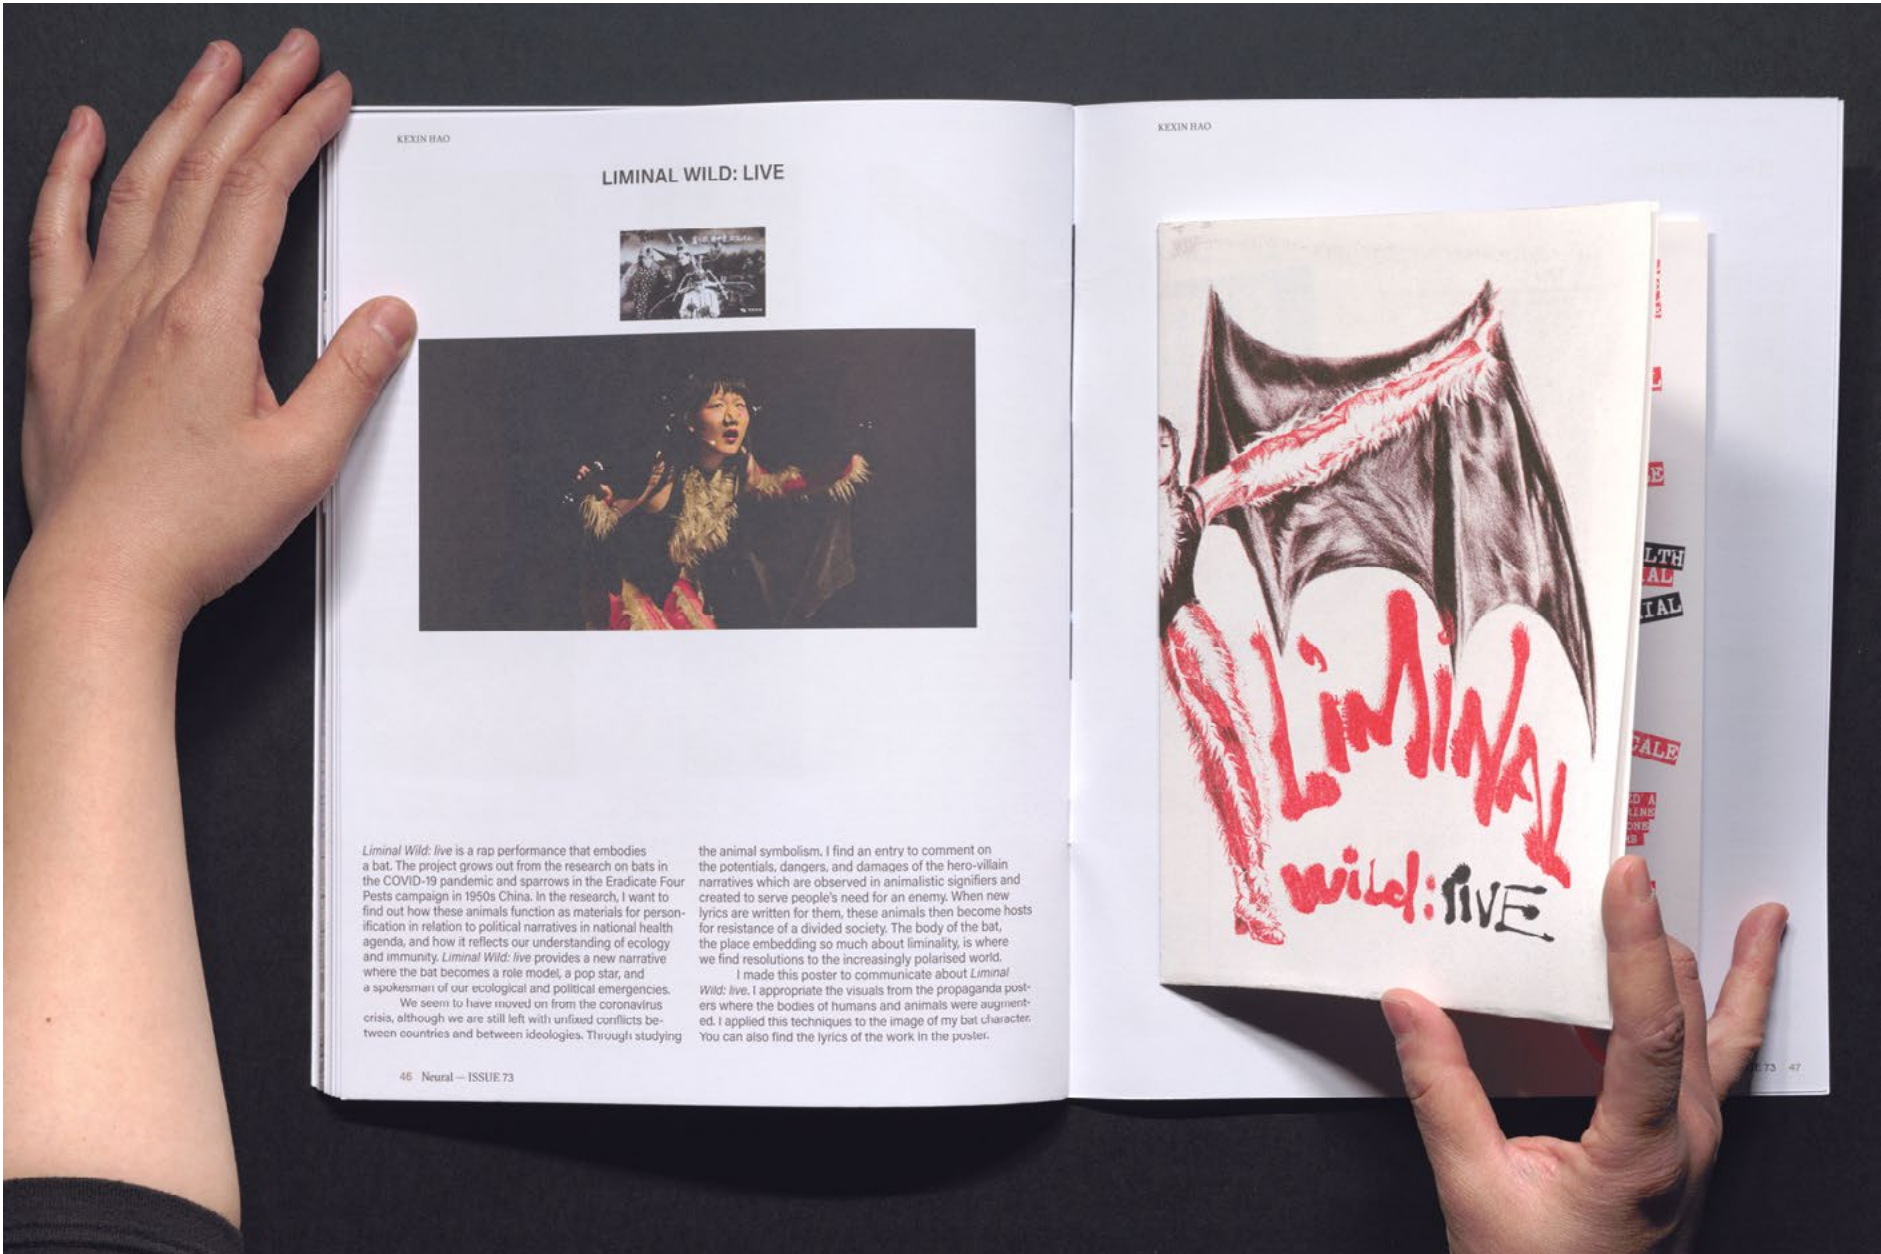 KEXIN HAO
LIMINAL WILD: LIVE
Liminal Wild: live is a rap performance that embodies
a bat. The project grows out from the research on bats in
the COVID-19 pandemic and sparrows in the Eradicate Four
Pests campaign in 1950s China. In the research, I want to
find out how these animals function as materials for person-
ification in relation to political narratives in national health
agenda, and how it reflects our understanding of ecology
and immunity. Liminal Wild: live provides a new narrative
where the bat becomes a role model, a pop star, and
a spokesman of our ecological and political emergencies.
We seem to have moved on from the coronavirus
crisis, although we are still left with unfixed conflicts be-
tween countries and between ideologies. Through studying
the animal symbolism, I find an entry to comment on
the potentials, dangers, and damages of the hero-villain
narratives which are observed in animalistic signifiers and
created to serve people's need for an enemy. When new
lyrics are written for them, these animals then become hosts
for resistance of a divided society. The body of the bat,
the place embedding so much about liminality, is where
we find resolutions to the increasingly polarised world.
I made this poster to communicate about Liminal
Wild: live. I appropriate the visuals from the propaganda post-
ers where the bodies of humans and animals were augment-
ed. I applied this techniques to the image of my bat character.
You can also find the lyrics of the work in the poster.
46 Neural — ISSUE 73
KEXIN HAO
LiMiNAL
wild: liVE
LTH
IAL
GALE
73 47